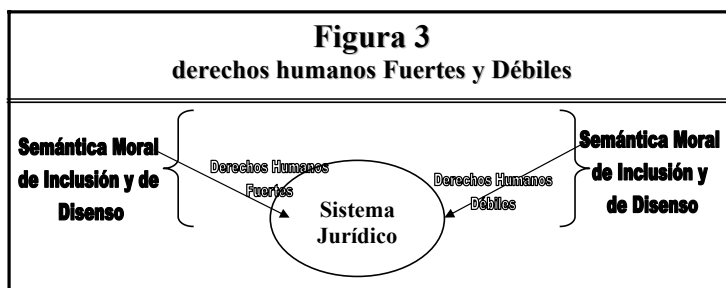 Figura 3
derechos humanos Fuertes y Débiles
Semántica Moral
de Inclusión y de
Disenso
Derechos Humanos
Fuertes
Sistema
Jurídico
Derechos Humanos
Débiles
Semántica Moral
de Inclusión y
de Disenso